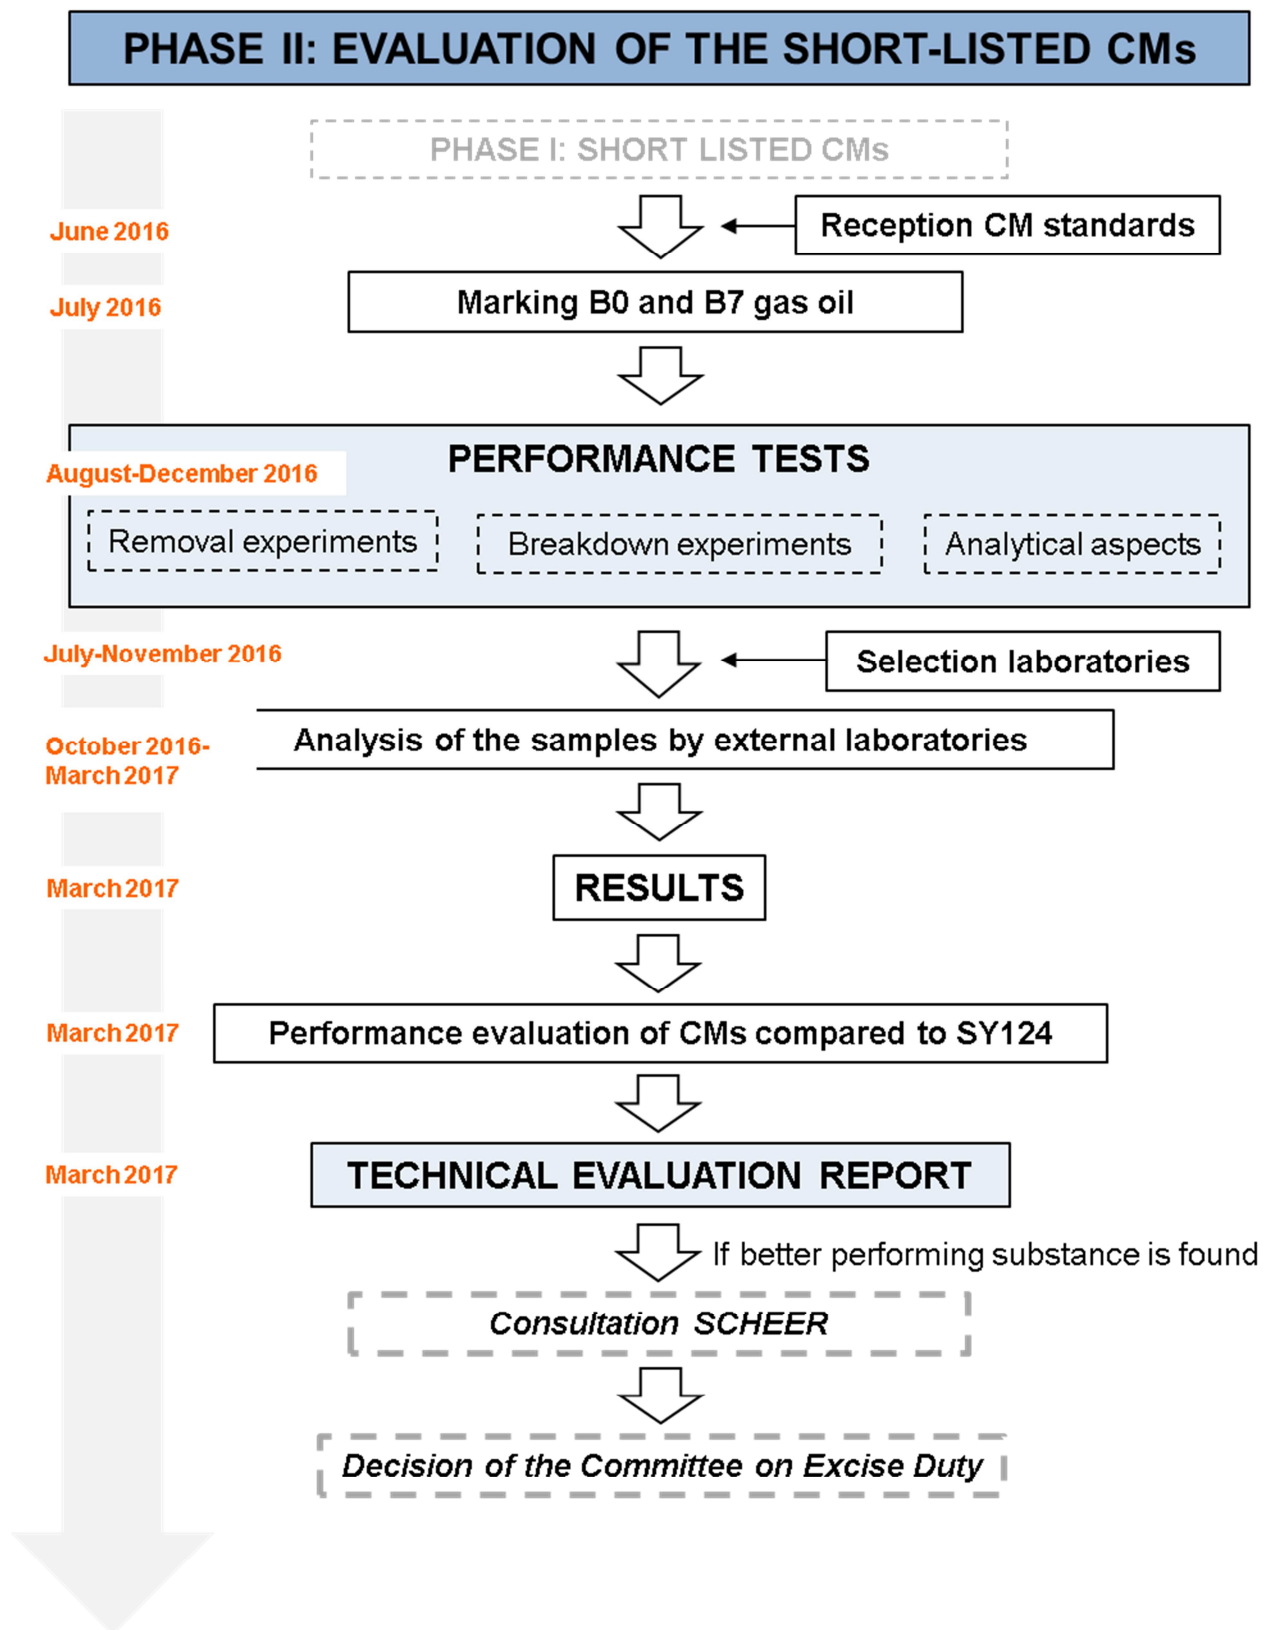 PHASE II: EVALUATION OF THE SHORT-LISTED CMs
PHASE I: SHORT LISTED CMs
June 2016
Reception CM standards
July 2016
Marking B0 and B7 gas oil
PERFORMANCE TESTS
August-December 2016
Removal experiments
Breakdown experiments
Analytical aspects
July-November 2016
Selection laboratories
October 2016-
March 2017
Analysis of the samples by external laboratories
March 2017
RESULTS
March 2017
Performance evaluation of CMs compared to SY124
March 2017
TECHNICAL EVALUATION REPORT
If better performing substance is found
Consultation SCHEER
Decision of the Committee on Excise Duty